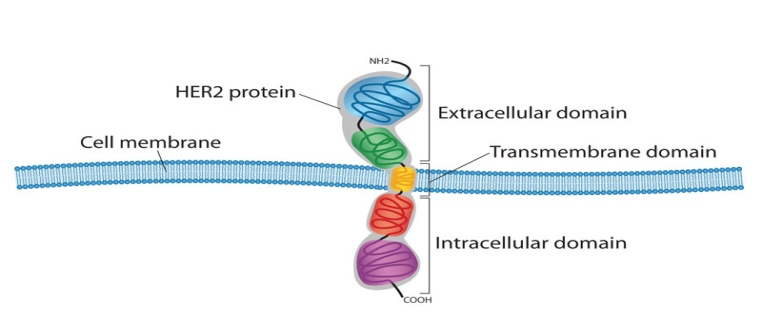 NH2
HER2 protein
Extracellular domain
Cell membrane
Transmembrane domain
Intracellular domain
COOH